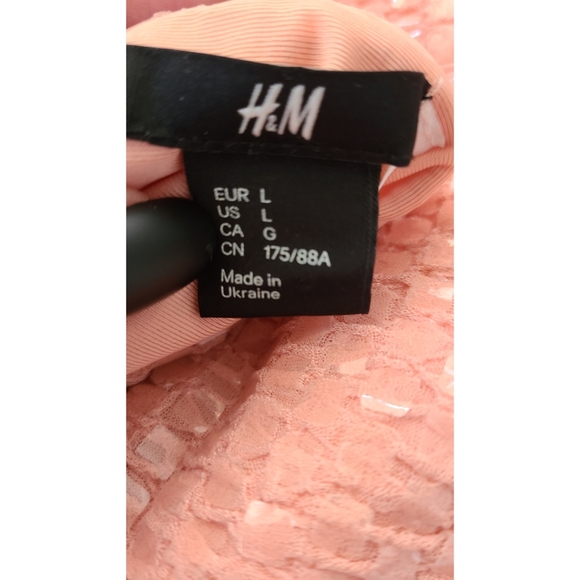 H&M
EUR L
US L
CA G
CN 175/88A
Made in
Ukraine